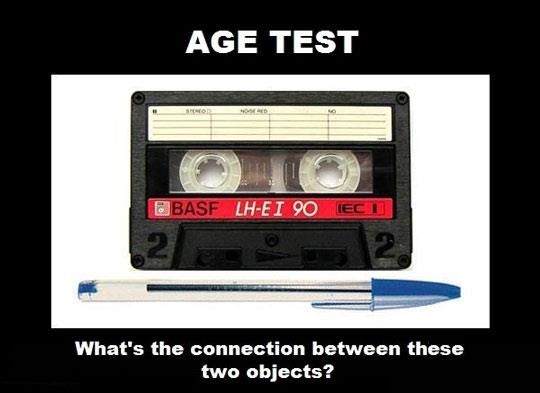 AGE TEST
STEREO
NOISE RED.
NO
BASF LH-EI 90 IEC I
2 2
What's the connection between these
two objects?